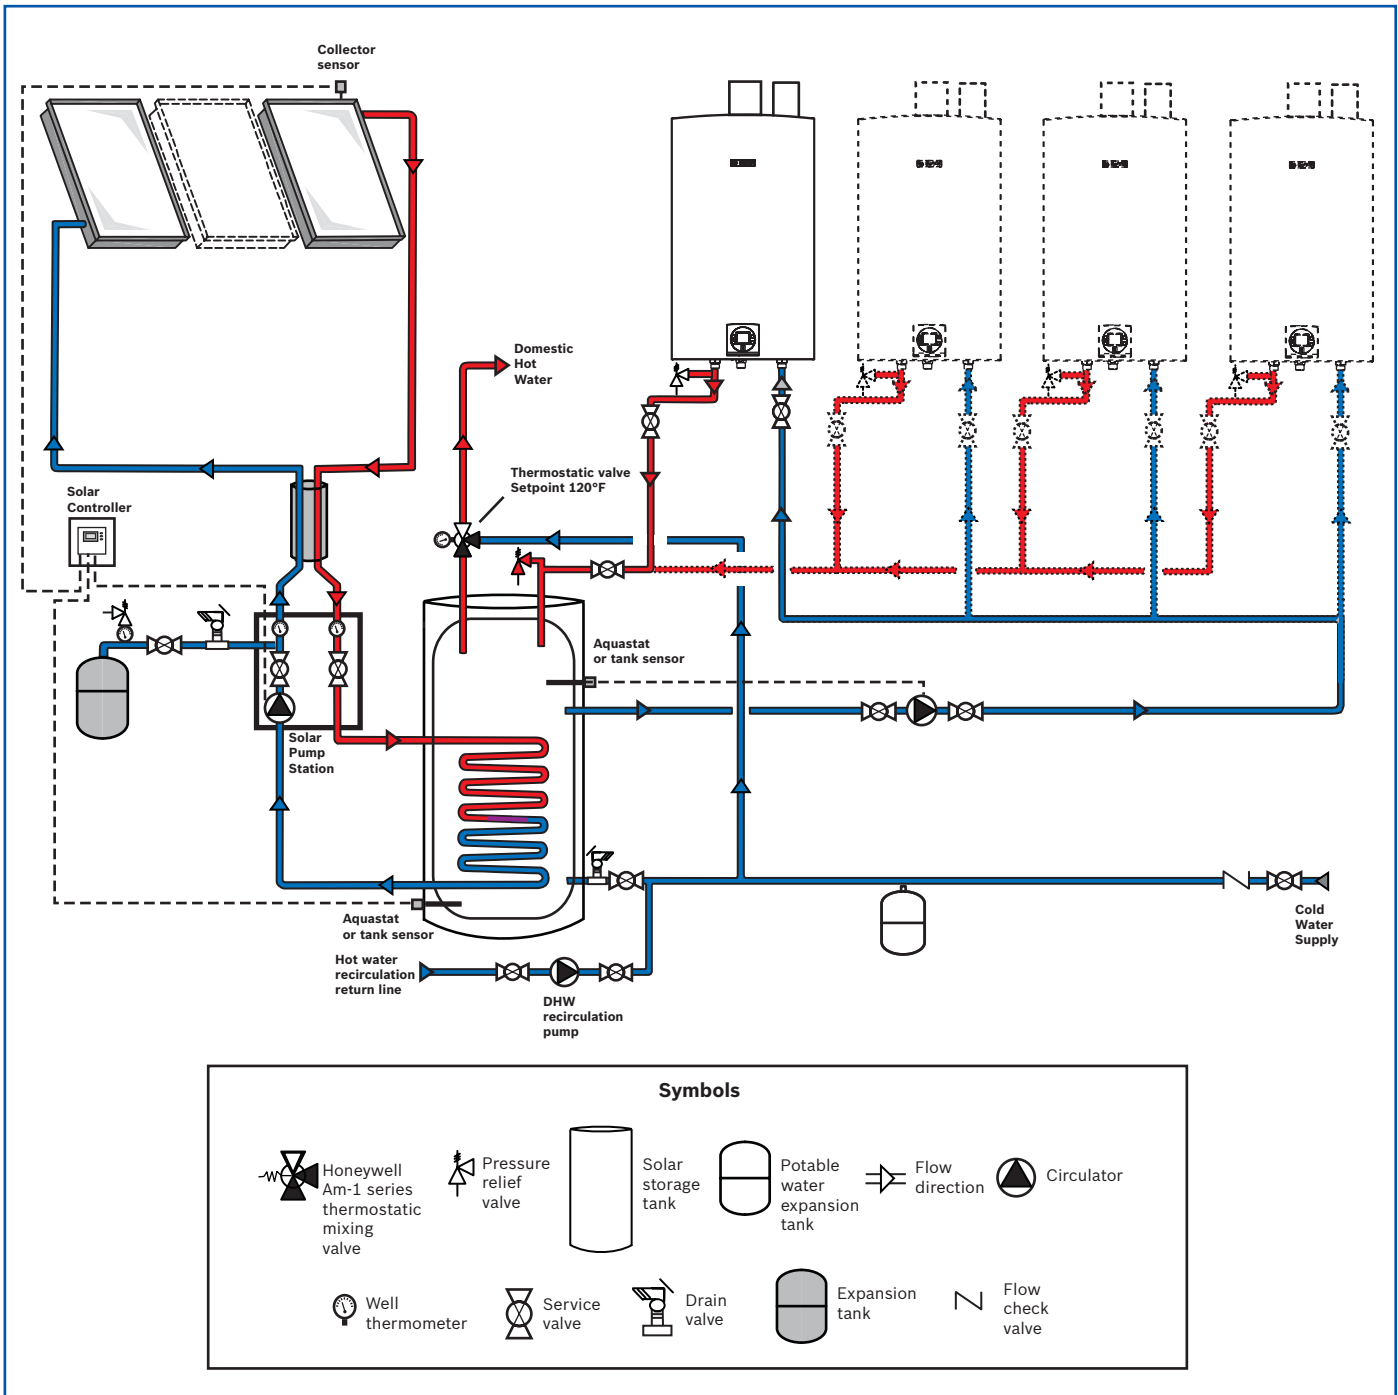 Collector
sensor
Domestic
Hot
Water
Thermostatic valve
Setpoint 120°F
Solar
Controller
Aquastat
or tank sensor
Solar
Pump
Station
Aquastat
or tank sensor
Hot water
recirculation
return line
DHW
recirculation
pump
Cold
Water
Supply
Symbols
Honeywell
Am-1 series
thermostatic
mixing
valve
Pressure
relief
valve
Solar
storage
tank
Potable
water
expansion
tank
Flow
direction
Circulator
Well
thermometer
Service
valve
Drain
valve
Expansion
tank
Flow
check
valve